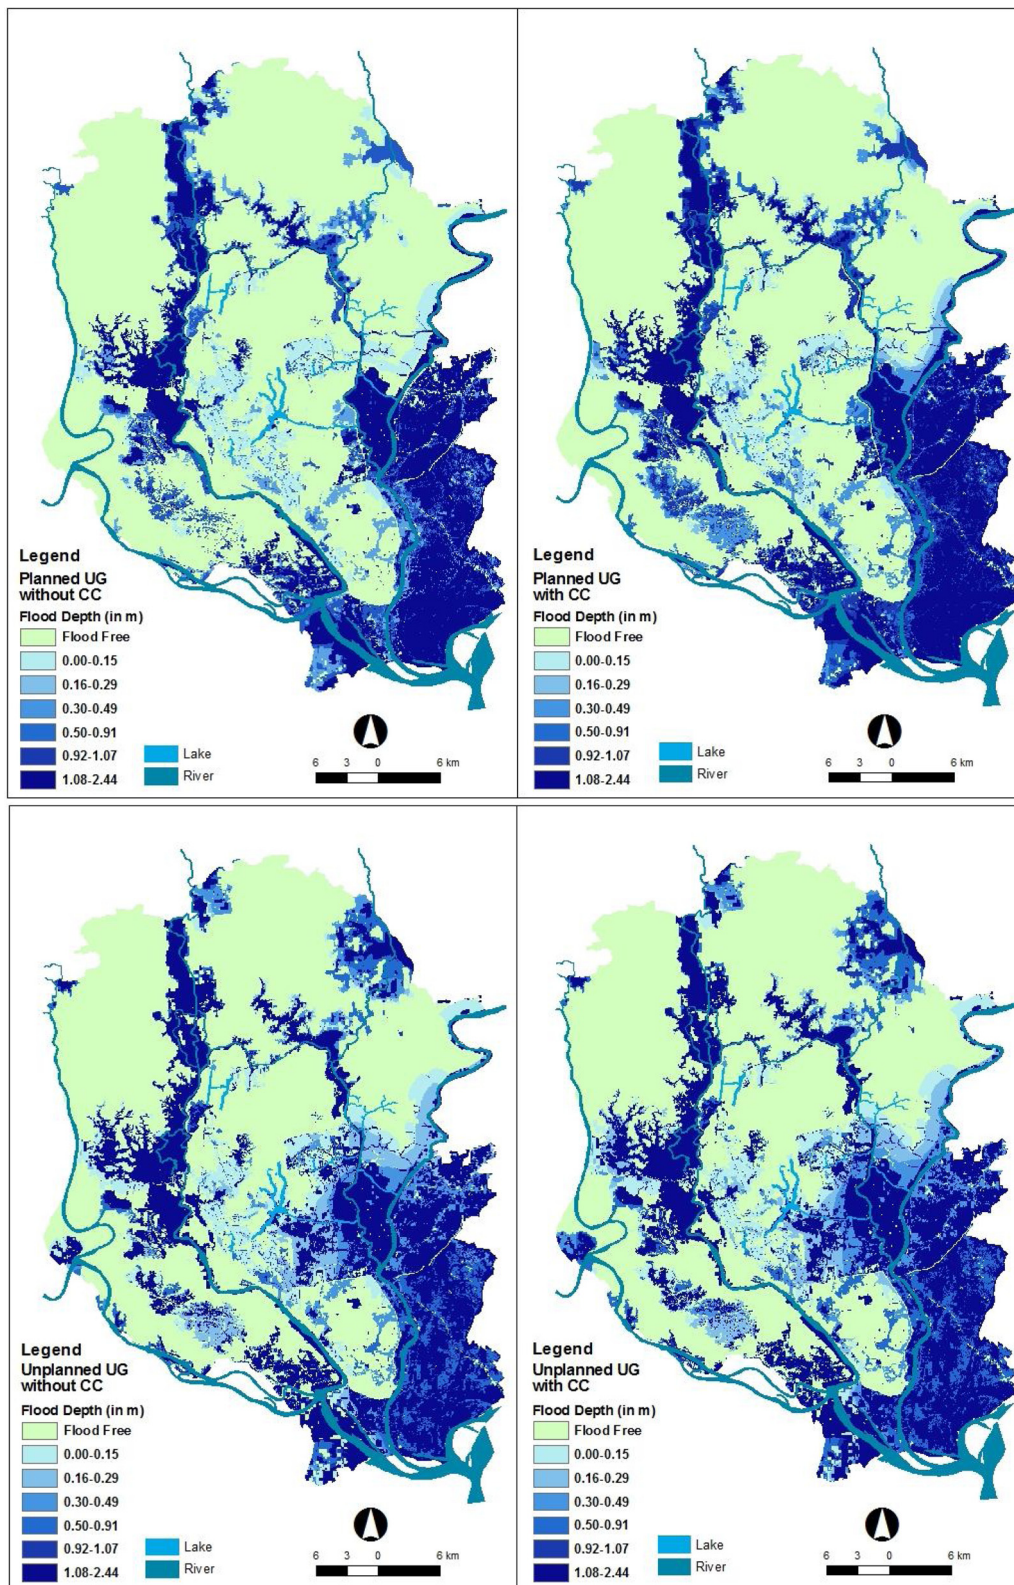 Legend
Planned UG
without CC
Flood Depth (in m)
Flood Free
0.00-0.15
0.16-0.29
0.30-0.49
0.50-0.91
0.92-1.07
1.08-2.44
Lake
River
6 3 0 6 km
Legend
Planned UG
with CC
Flood Depth (in m)
Flood Free
0.00-0.15
0.16-0.29
0.30-0.49
0.50-0.91
0.92-1.07
1.08-2.44
Lake
River
6 3 0 6 km
Legend
Unplanned UG
without CC
Flood Depth (in m)
Flood Free
0.00-0.15
0.16-0.29
0.30-0.49
0.50-0.91
0.92-1.07
1.08-2.44
Lake
River
6 3 0 6 km
Legend
Unplanned UG
with CC
Flood Depth (in m)
Flood Free
0.00-0.15
0.16-0.29
0.30-0.49
0.50-0.91
0.92-1.07
1.08-2.44
Lake
River
6 3 0 6 km